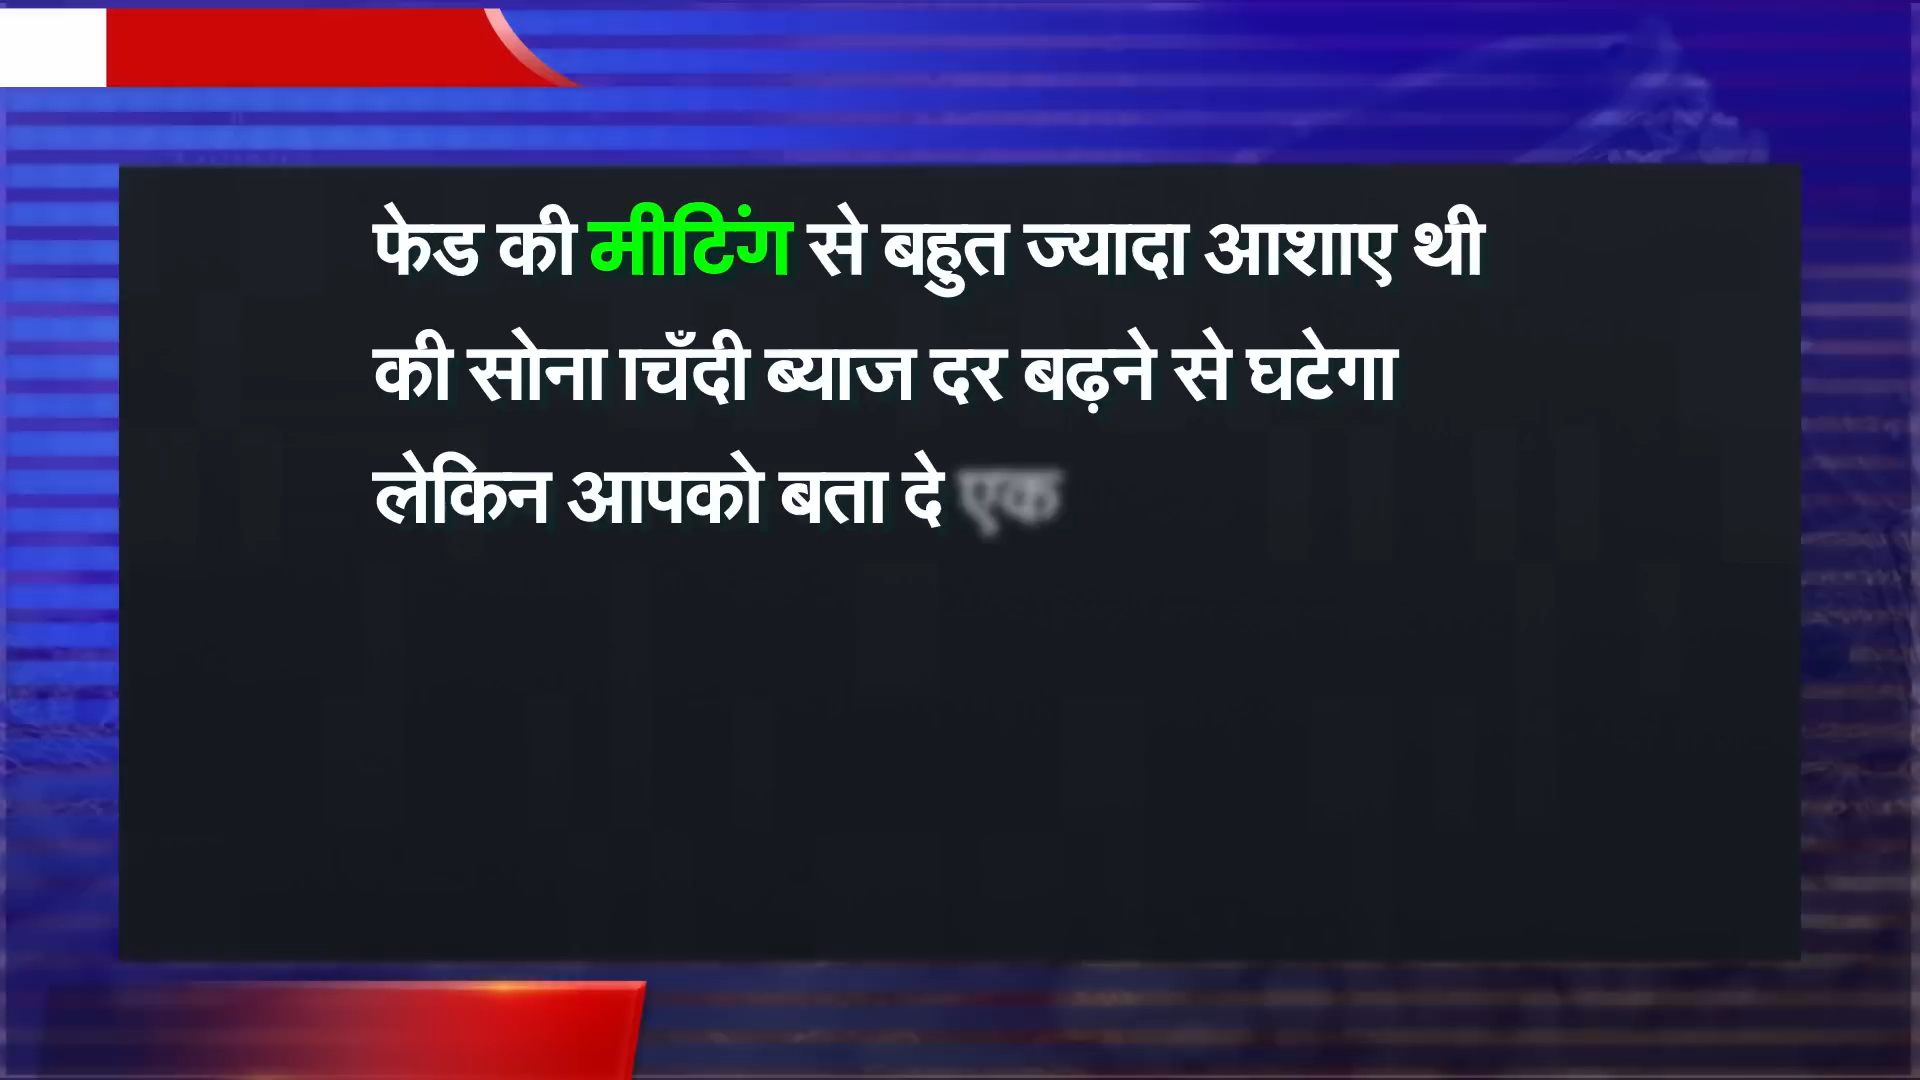 फेड की मीटिंग से बहुत ज्यादा आशाए थी
की सोना चाँदी ब्याज दर बढ़ने से घटेगा
लेकिन आपको बता दे एक